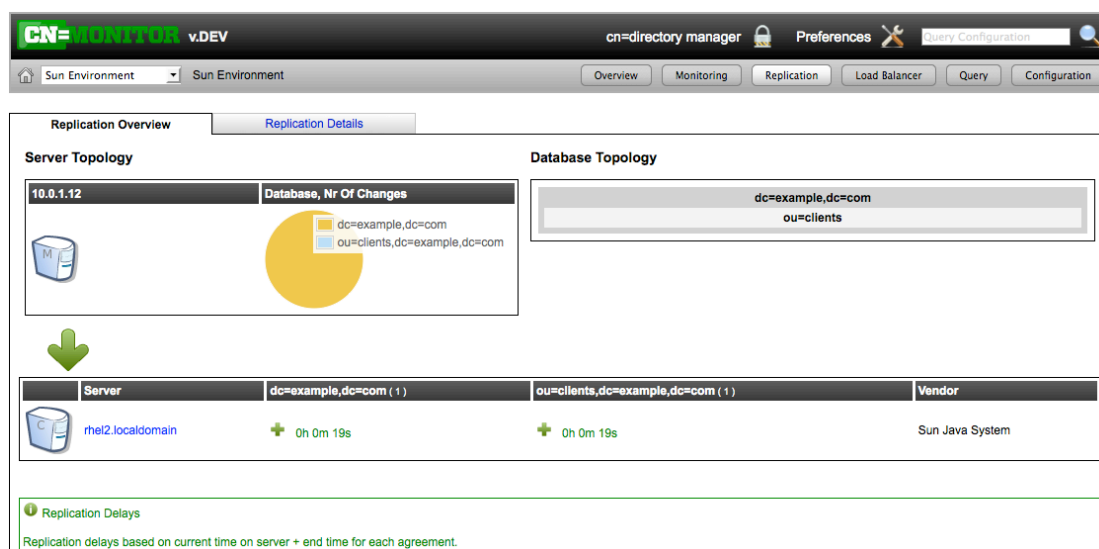 CN=MONITOR v.DEV cn=directory manager Preferences Query Configuration
Sun Environment Sun Environment Overview Monitoring Replication Load Balancer Query Configuration
Replication Overview Replication Details
Server Topology Database Topology
10.0.1.12 Database, Nr Of Changes
dc=example,dc=com
ou=clients
dc=example,dc=com
ou=clients,dc=example,dc=com
M
Server dc=example,dc=com ( 1 ) ou=clients,dc=example,dc=com ( 1 ) Vendor
C rhel2.localdomain 0h 0m 19s 0h 0m 19s Sun Java System
Replication Delays
Replication delays based on current time on server + end time for each agreement.